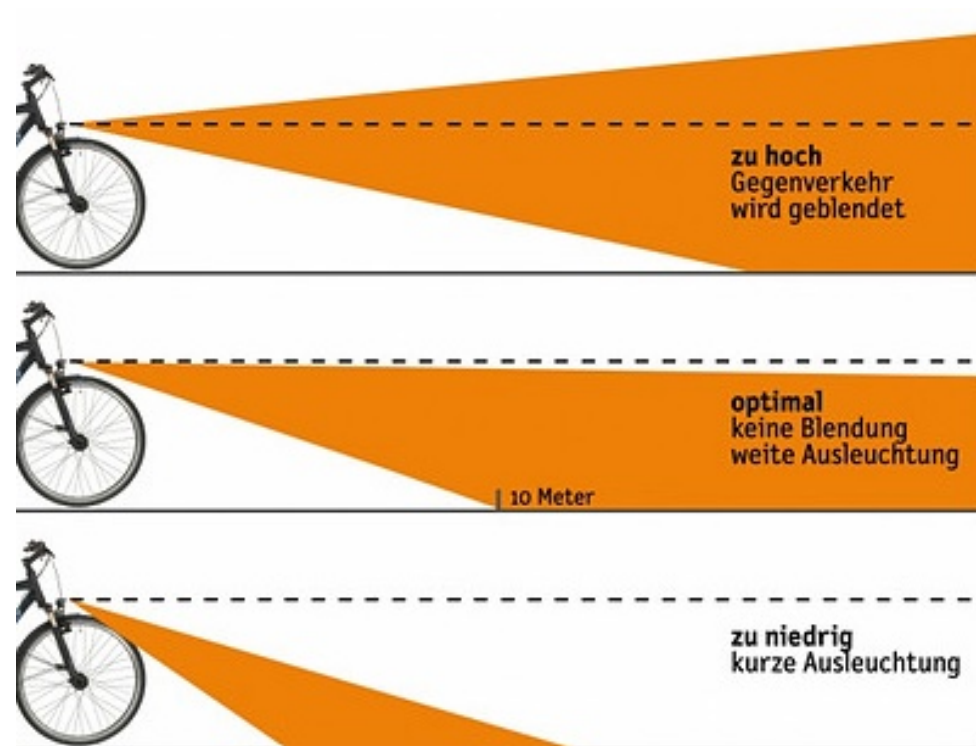 zu hoch
Gegenverkehr
wird geblendet
optimal
keine Blendung
weite Ausleuchtung
10 Meter
zu niedrig
kurze Ausleuchtung